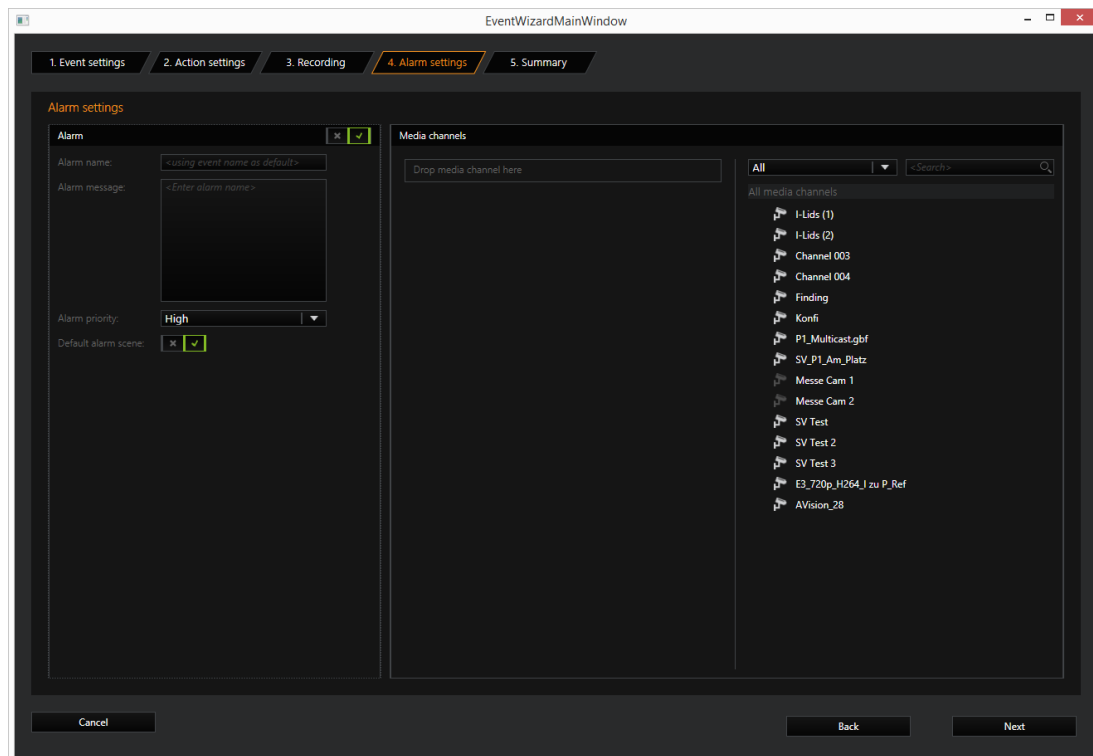 EventWizardMainWindow
1. Event settings
2. Action settings
3. Recording
4. Alarm settings
5. Summary
Alarm settings
Alarm
Alarm name:
<using event name as default>
Alarm message:
<Enter alarm name>
Alarm priority:
High
Default alarm scene:
Media channels
Drop media channel here
All
<Search>
All media channels
I-Lids (1)
I-Lids (2)
Channel 003
Channel 004
Finding
Konfi
P1_Multicast.gbf
SV_P1_Am_Platz
Messe Cam 1
Messe Cam 2
SV Test
SV Test 2
SV Test 3
E3_720p_H264_I zu P_Ref
AVision_28
Cancel
Back
Next